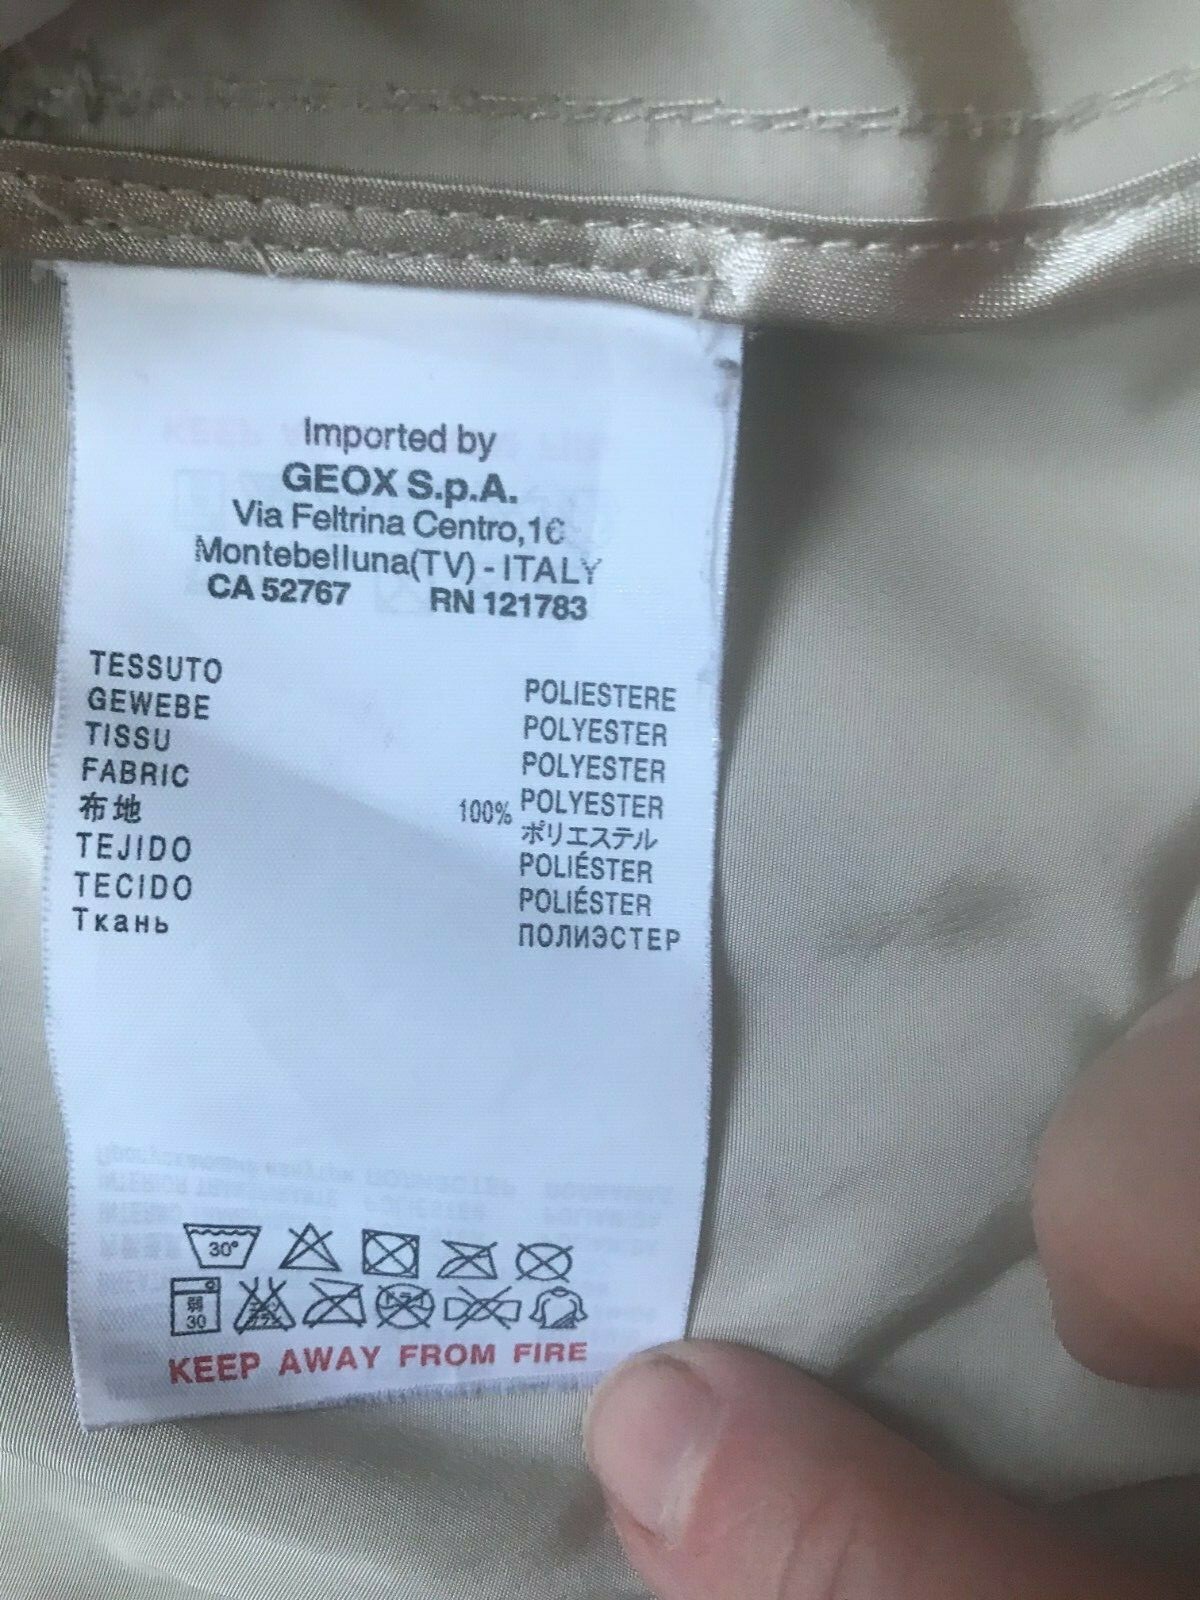 Imported by
GEOX S.p.A.
Via Feltrina Centro,16
Montebelluna(TV) - ITALY
CA 52767 RN 121783
TESSUTO POLIESTERE
GEWEBE POLYESTER
TISSU POLYESTER
FABRIC 100% POLYESTER
布地 ポリエステル
TEJIDO POLIÉSTER
TECIDO POLIÉSTER
Ткань ПОЛИЭСТЕР
30°
弱
30
KEEP AWAY FROM FIRE